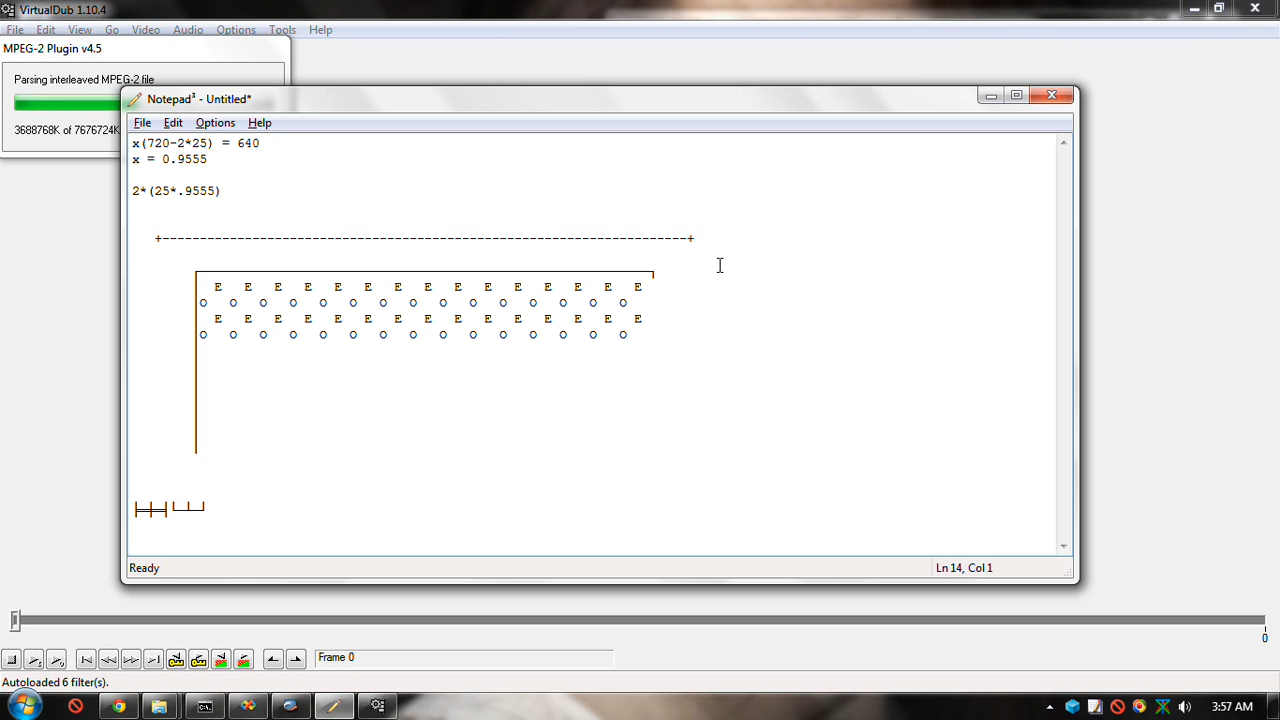 VirtualDub 1.10.4
File Edit View Go Video Audio Options Tools Help
MPEG-2 Plugin v4.5
Parsing interleaved MPEG-2 file
3688768K of 7676724K
Notepad³ - Untitled*
File Edit Options Help
x(720-2*25) = 640
x = 0.9555
2*(25*.9555)
+----------------------------------------------------------------------+
E E E E E E E E E E E E E E E
O O O O O O O O O O O O O O O
E E E E E E E E E E E E E E E
O O O O O O O O O O O O O O O
╞╪╡└┴┘
Ready
Ln 14, Col 1
0
Frame 0
Autoloaded 6 filter(s).
3:57 AM